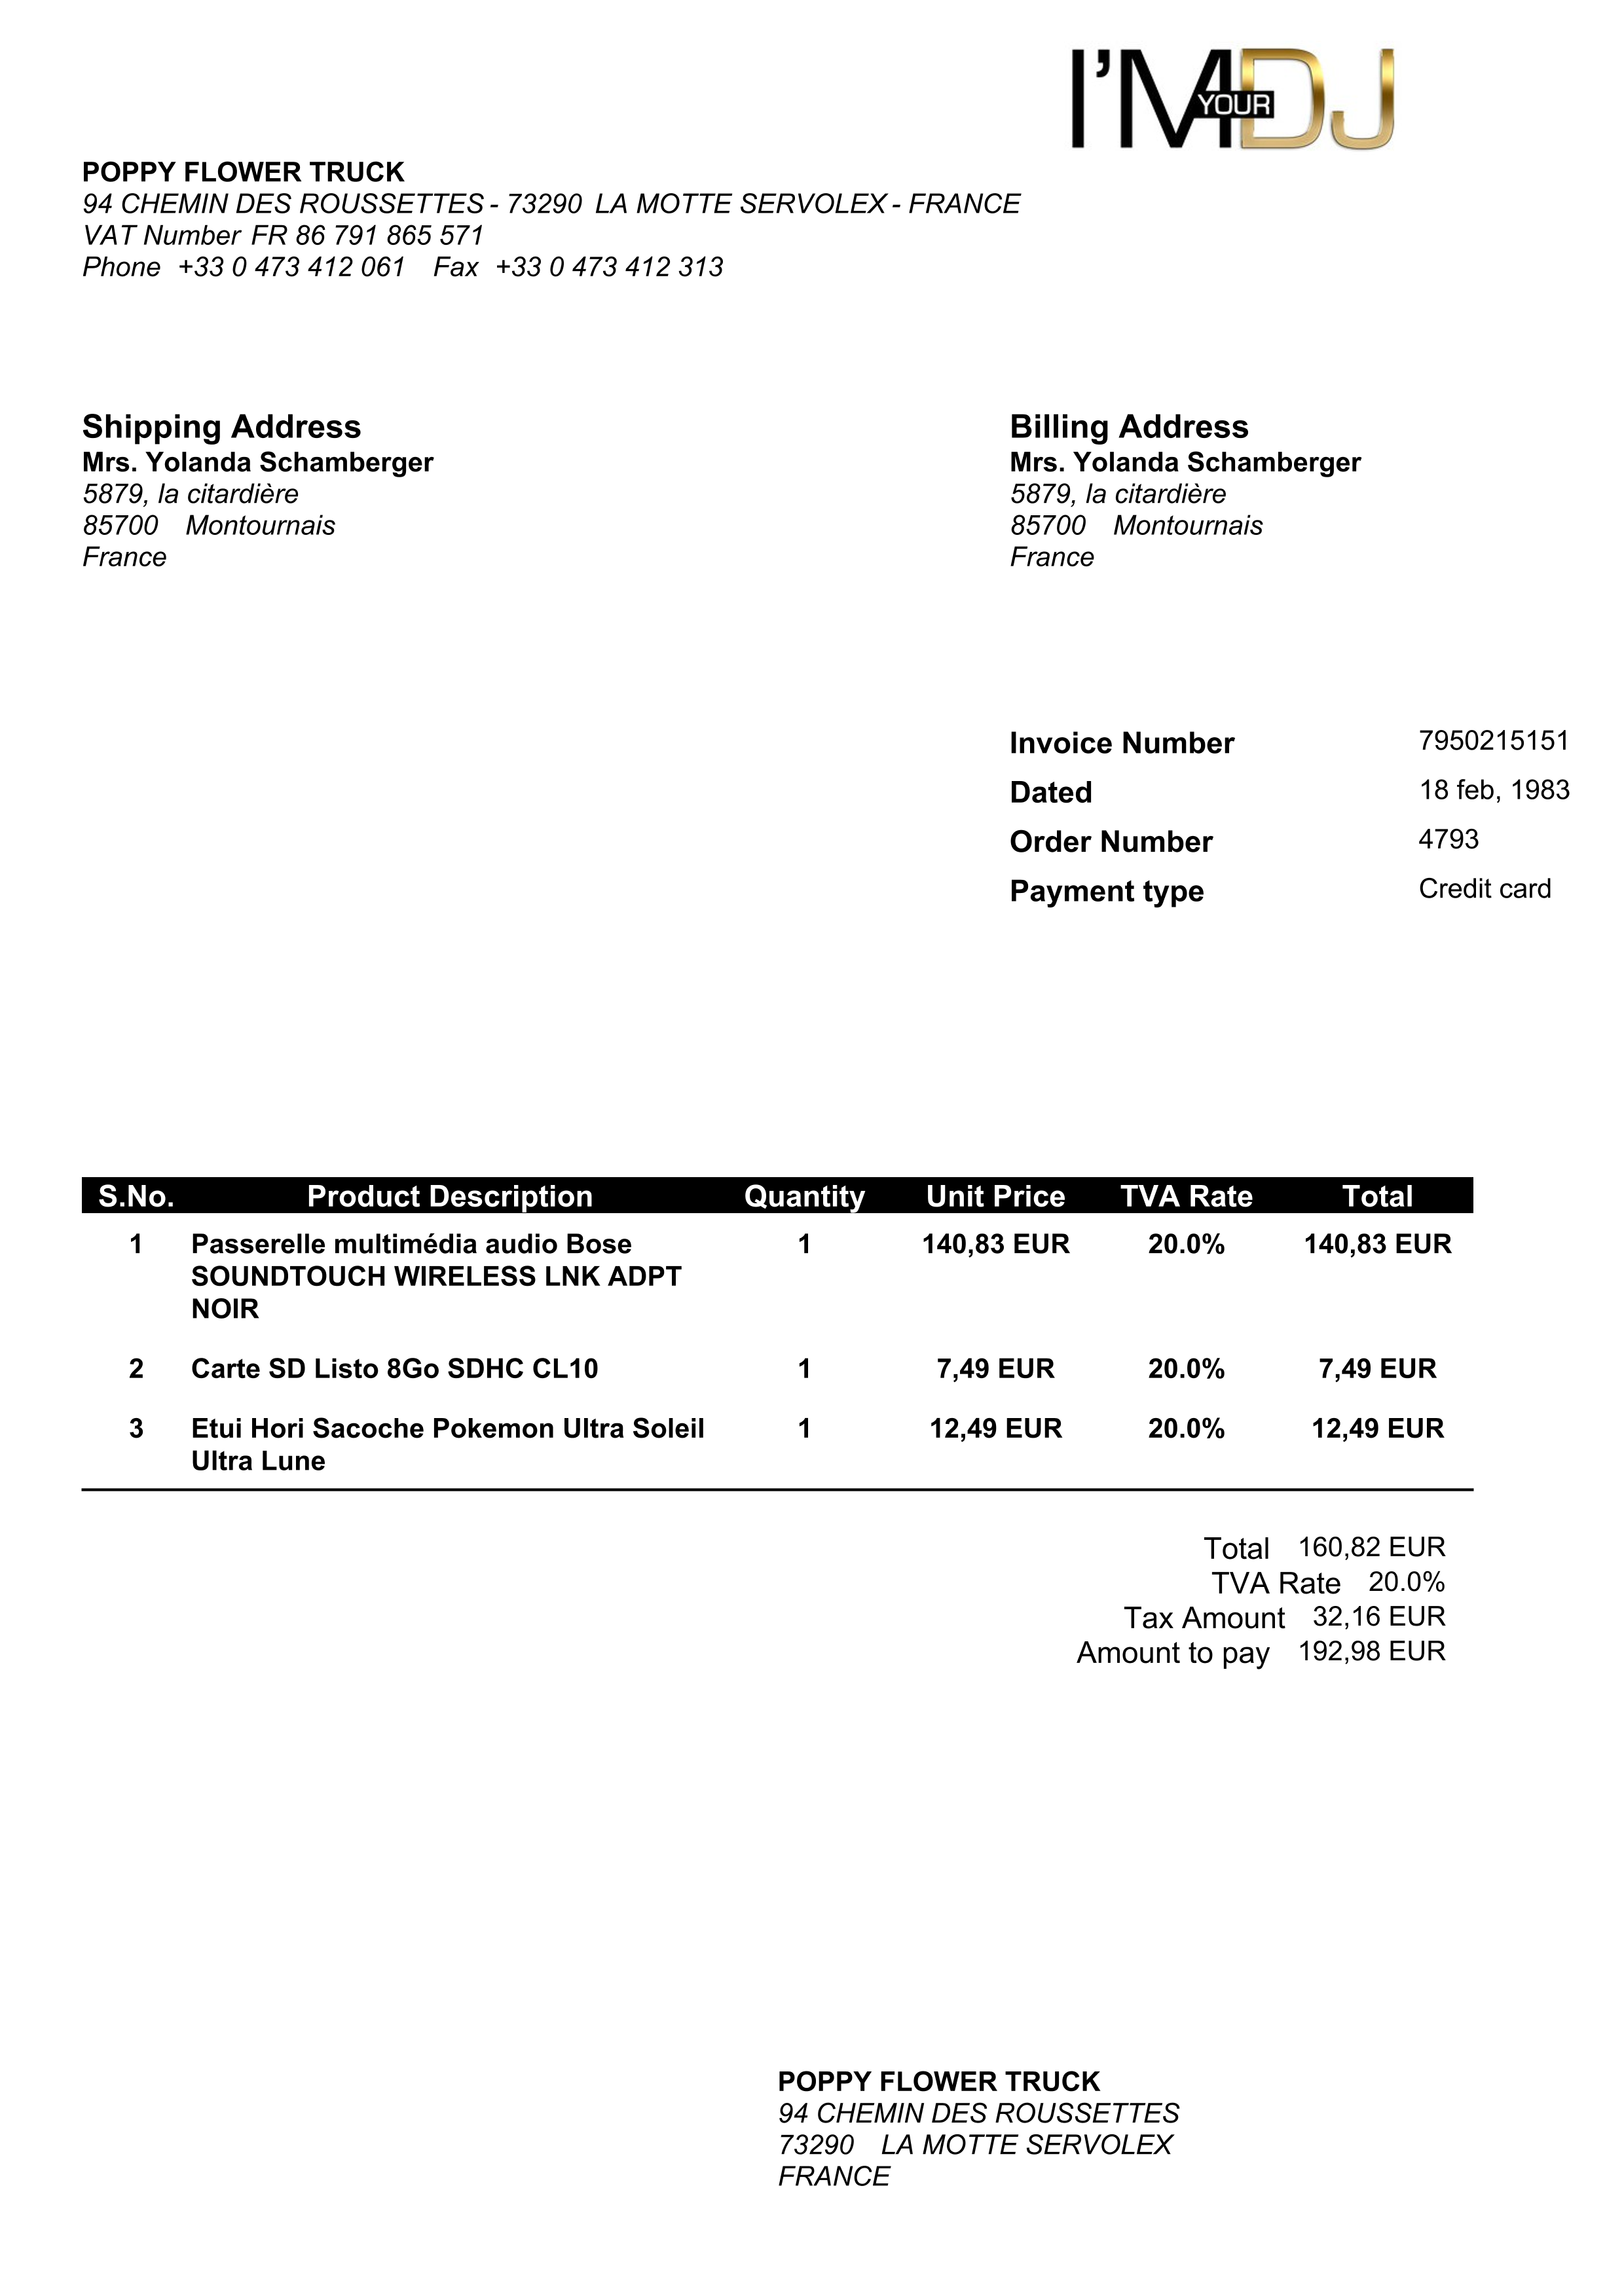 I'M YOUR DJ
POPPY FLOWER TRUCK
94 CHEMIN DES ROUSSETTES - 73290 LA MOTTE SERVOLEX - FRANCE
VAT Number FR 86 791 865 571
Phone +33 0 473 412 061 Fax +33 0 473 412 313
Shipping Address
Mrs. Yolanda Schamberger
5879, la citardière
85700 Montournais
France
Billing Address
Mrs. Yolanda Schamberger
5879, la citardière
85700 Montournais
France
Invoice Number 7950215151
Dated 18 feb, 1983
Order Number 4793
Payment type Credit card
S.No. Product Description Quantity Unit Price TVA Rate Total
1 Passerelle multimédia audio Bose 1 140,83 EUR 20.0% 140,83 EUR
SOUNDTOUCH WIRELESS LNK ADPT
NOIR
2 Carte SD Listo 8Go SDHC CL10 1 7,49 EUR 20.0% 7,49 EUR
3 Etui Hori Sacoche Pokemon Ultra Soleil 1 12,49 EUR 20.0% 12,49 EUR
Ultra Lune
Total 160,82 EUR
TVA Rate 20.0%
Tax Amount 32,16 EUR
Amount to pay 192,98 EUR
POPPY FLOWER TRUCK
94 CHEMIN DES ROUSSETTES
73290 LA MOTTE SERVOLEX
FRANCE